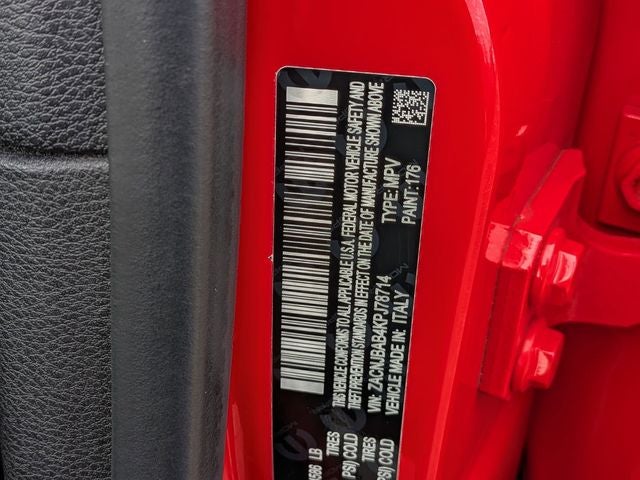 586 LB
TIRES
PSI) COLD
TIRES
PSI) COLD
THIS VEHICLE CONFORMS TO ALL APPLICABLE U.S.A. FEDERAL MOTOR VEHICLE SAFETY AND
THEFT PREVENTION STANDARDS IN EFFECT ON THE DATE OF MANUFACTURE SHOWN ABOVE
VIN: ZACNJBAB4KPJ78714 TYPE: MPV
VEHICLE MADE IN: ITALY PAINT: 176